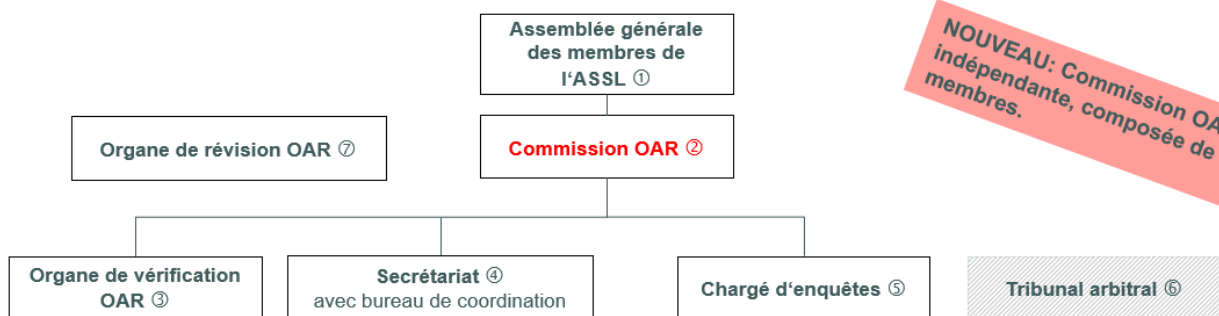 Assemblée générale
des membres de
l'ASSL ①
NOUVEAU: Commission
indépendante, composée de
membres.
Organe de révision OAR ⑦
Commission OAR ②
Organe de vérification
OAR ③
Secrétariat ④
avec bureau de coordination
Chargé d'enquêtes ⑤
Tribunal arbitral ⑥